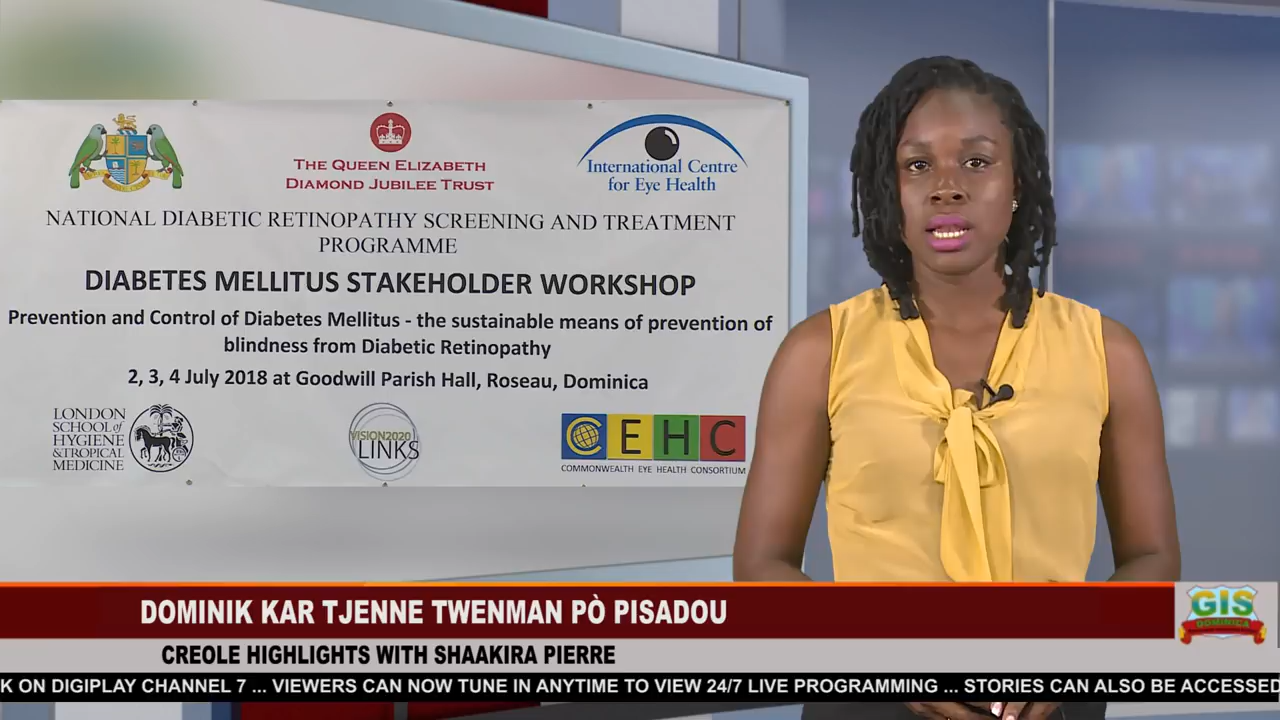 THE QUEEN ELIZABETH
DIAMOND JUBILEE TRUST
International Centre
for Eye Health
NATIONAL DIABETIC RETINOPATHY SCREENING AND TREATMENT
PROGRAMME
DIABETES MELLITUS STAKEHOLDER WORKSHOP
Prevention and Control of Diabetes Mellitus - the sustainable means of prevention of
blindness from Diabetic Retinopathy
2, 3, 4 July 2018 at Goodwill Parish Hall, Roseau, Dominica
LONDON
SCHOOL of
HYGIENE
& TROPICAL
MEDICINE
VISION2020
LINKS
CEHC
COMMONWEALTH EYE HEALTH CONSORTIUM
DOMINIK KAR TJENNE TWENMAN PÒ PISADOU
GIS
DOMINICA
CREOLE HIGHLIGHTS WITH SHAAKIRA PIERRE
K ON DIGIPLAY CHANNEL 7 ... VIEWERS CAN NOW TUNE IN ANYTIME TO VIEW 24/7 LIVE PROGRAMMING ... STORIES CAN ALSO BE ACCESSED